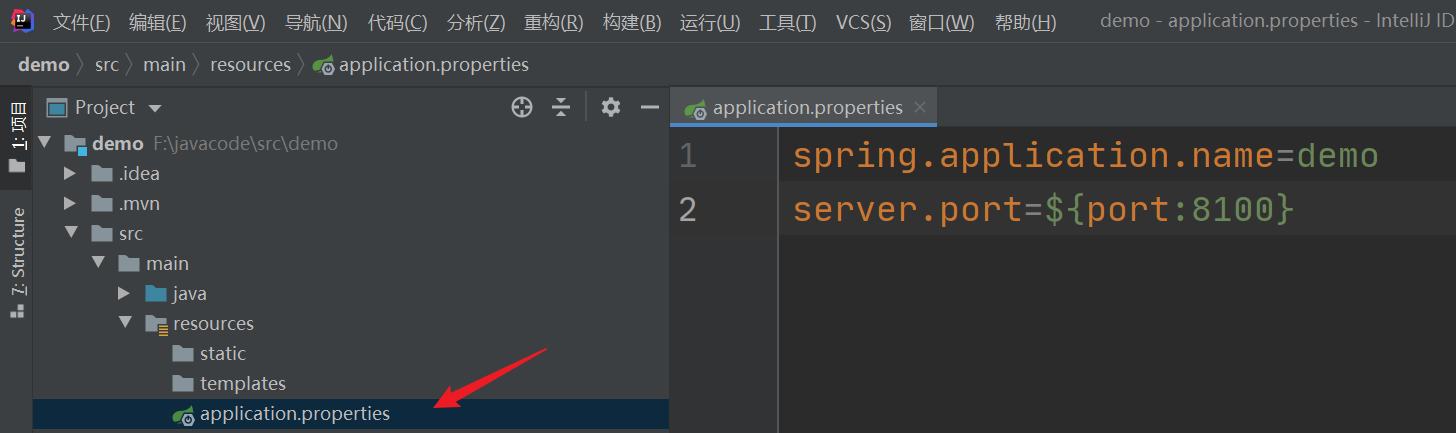 文件(F) 编辑(E) 视图(V) 导航(N) 代码(C) 分析(Z) 重构(R) 构建(B) 运行(U) 工具(T) VCS(S) 窗口(W) 帮助(H) demo - application.properties - IntelliJ ID
demo src main resources application.properties
1: 项目
7: Structure
Project
demo F:\javacode\src\demo
.idea
.mvn
src
main
java
resources
static
templates
application.properties
application.properties
1 spring.application.name=demo
2 server.port=${port:8100}